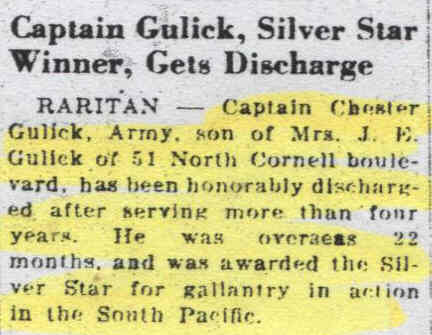 Captain Gulick, Silver Star
Winner, Gets Discharge
RARITAN — Captain Chester
Gulick, Army, son of Mrs. J. E.
Gulick of 51 North Cornell boule-
vard, has been honorably discharg-
ed after serving more than four
years. He was overseas 22
months, and was awarded the Sil-
ver Star for gallantry in action
in the South Pacific.